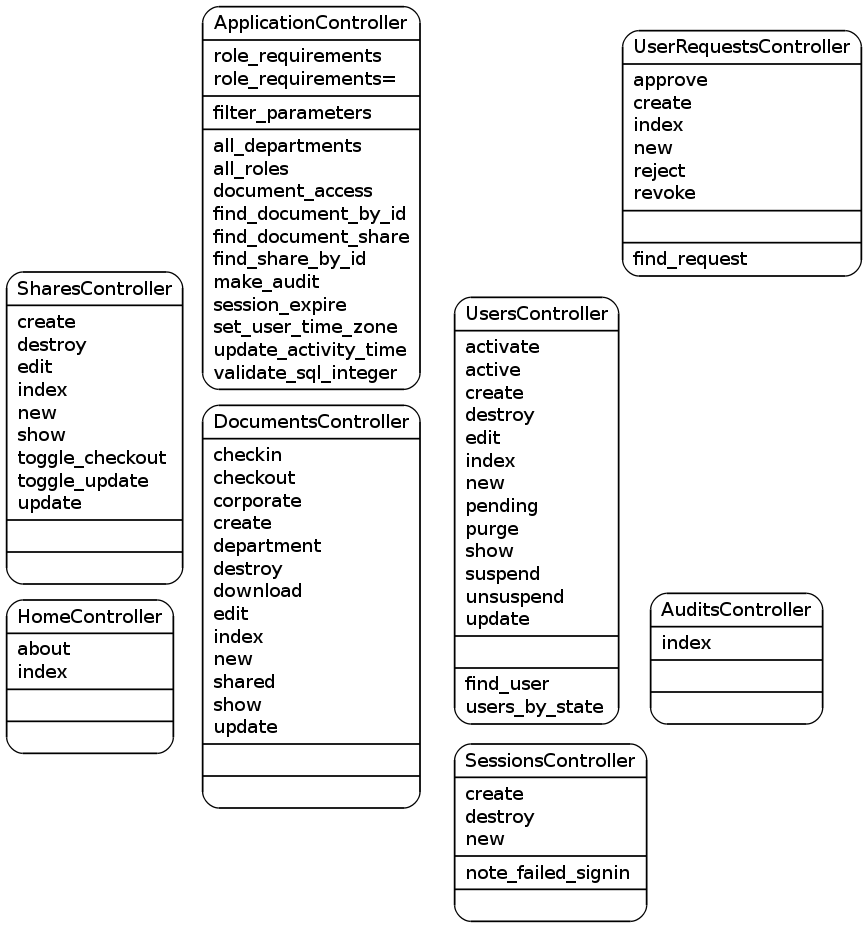 ApplicationController
role_requirements
role_requirements=
filter_parameters
all_departments
all_roles
document_access
find_document_by_id
find_document_share
find_share_by_id
make_audit
session_expire
set_user_time_zone
update_activity_time
validate_sql_integer
UserRequestsController
approve
create
index
new
reject
revoke
find_request
SharesController
create
destroy
edit
index
new
show
toggle_checkout
toggle_update
update
UsersController
activate
active
create
destroy
edit
index
new
pending
purge
show
suspend
unsuspend
update
find_user
users_by_state
DocumentsController
checkin
checkout
corporate
create
department
destroy
download
edit
index
new
shared
show
update
HomeController
about
index
AuditsController
index
SessionsController
create
destroy
new
note_failed_signin